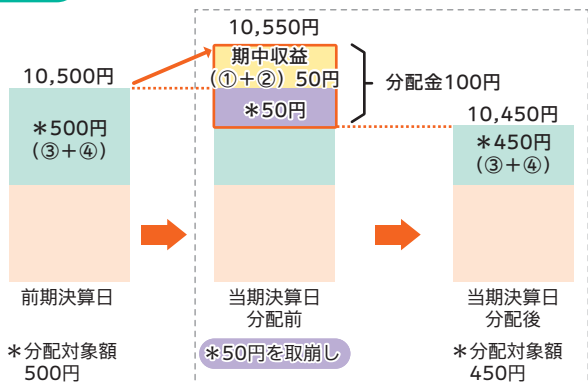 10,550円
期中収益
(①+②) 50円
*50円
分配金100円
10,500円
*500円
(③+④)
10,450円
*450円
(③+④)
前期決算日
当期決算日
分配前
当期決算日
分配後
*分配対象額
500円
*50円を取崩し
*分配対象額
450円